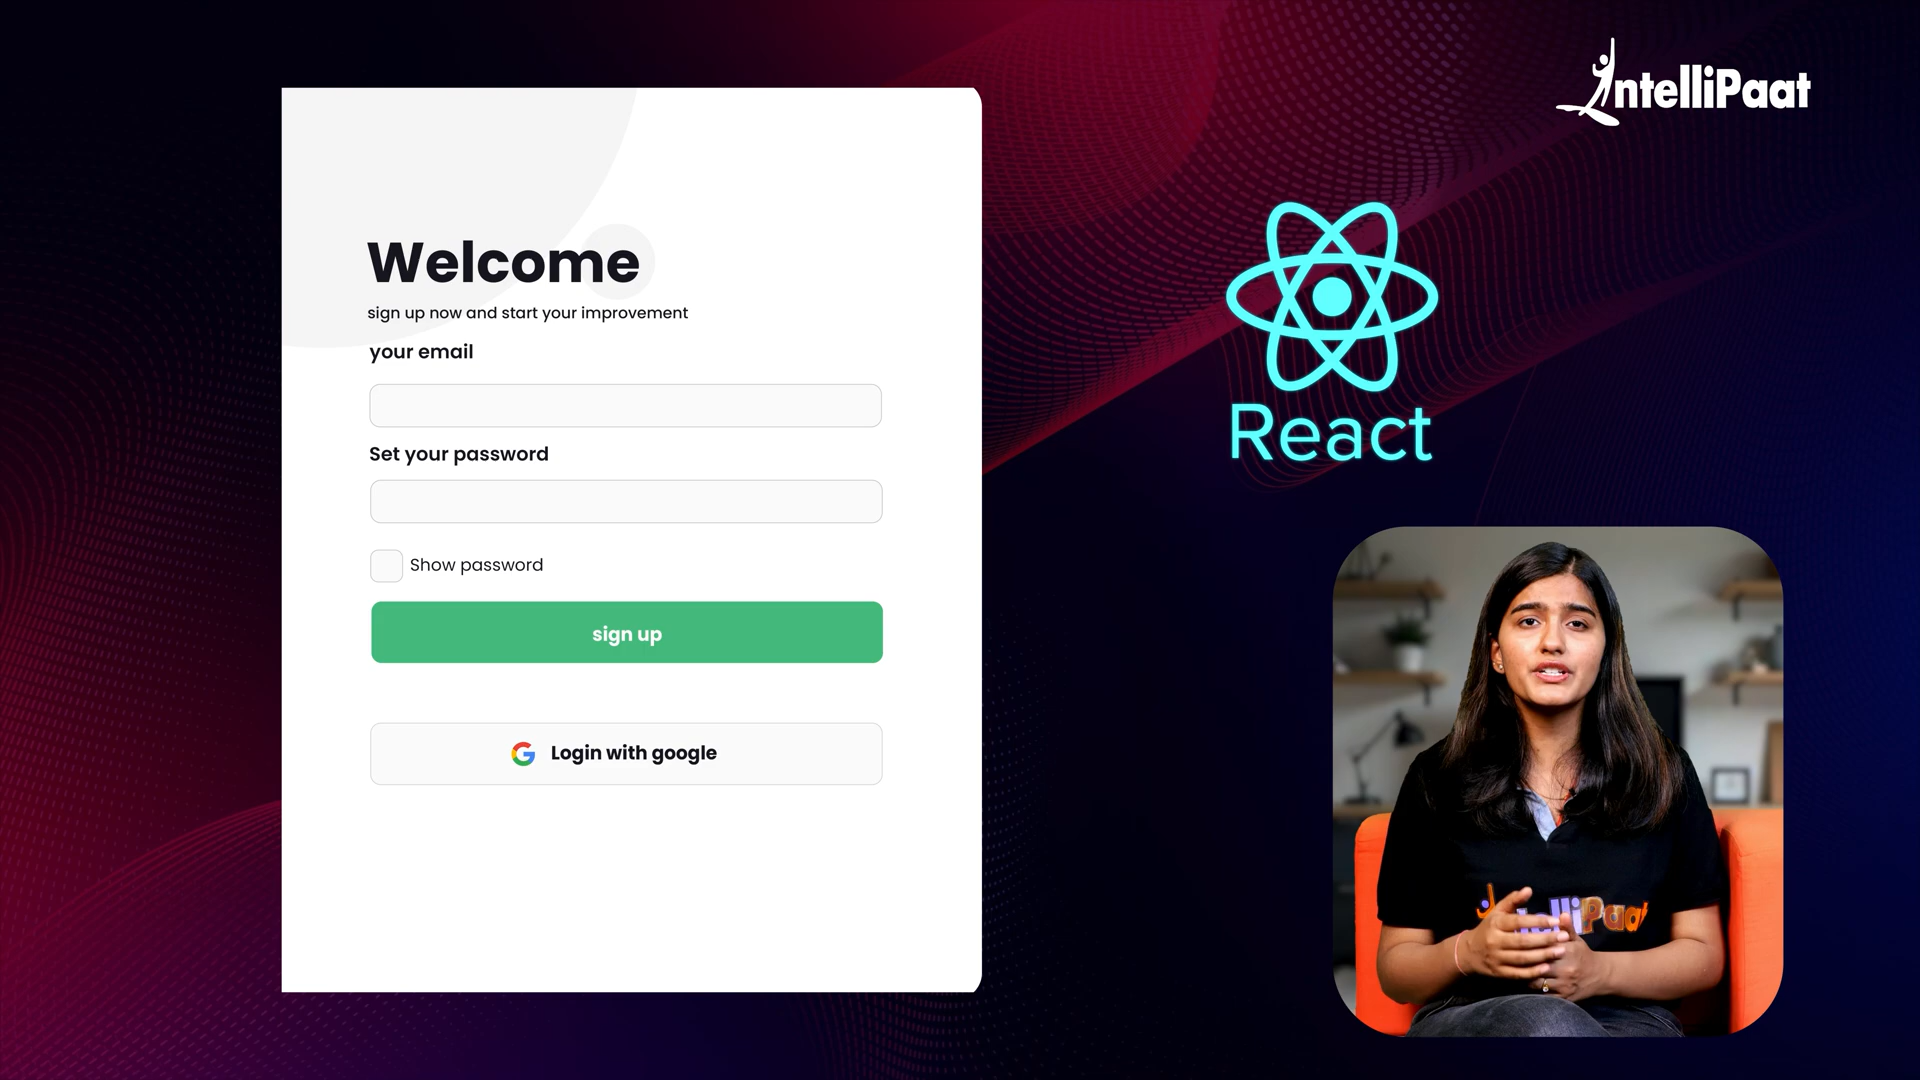 IntelliPaat
Welcome
sign up now and start your improvement
your email
Set your password
Show password
sign up
Login with google
React
IntelliPaat